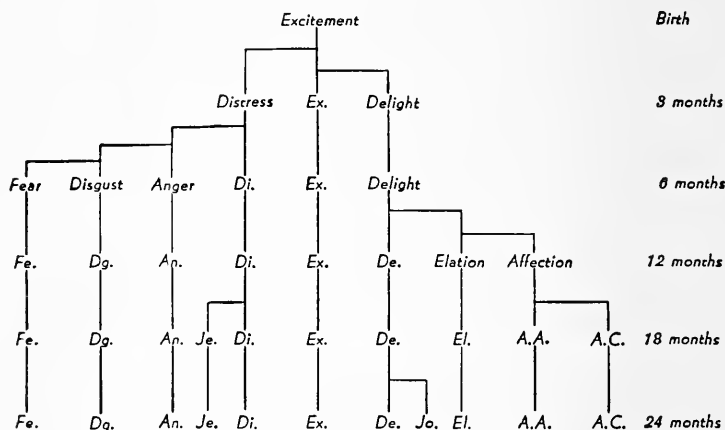 Excitement Birth
Distress Ex. Delight 3 months
Fear Disgust Anger Di. Ex. Delight 6 months
Fe. Dg. An. Di. Ex. De. Elation Affection 12 months
Fe. Dg. An. Je. Di. Ex. De. El. A.A. A.C. 18 months
Fe. Dg. An. Je. Di. Ex. De. Jo. El. A.A. A.C. 24 months